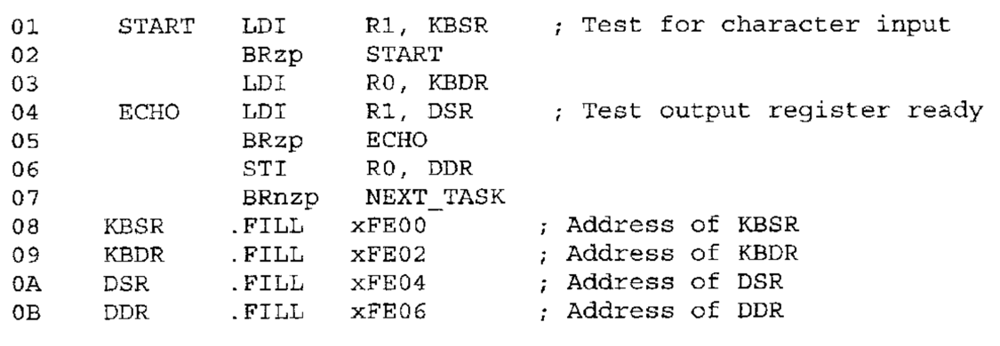 01 START LDI R1, KBSR ; Test for character input
02 BRzp START
03 LDI R0, KBDR
04 ECHO LDI R1, DSR ; Test output register ready
05 BRzp ECHO
06 STI R0, DDR
07 BRnzp NEXT_TASK
08 KBSR .FILL xFE00 ; Address of KBSR
09 KBDR .FILL xFE02 ; Address of KBDR
0A DSR .FILL xFE04 ; Address of DSR
0B DDR .FILL xFE06 ; Address of DDR